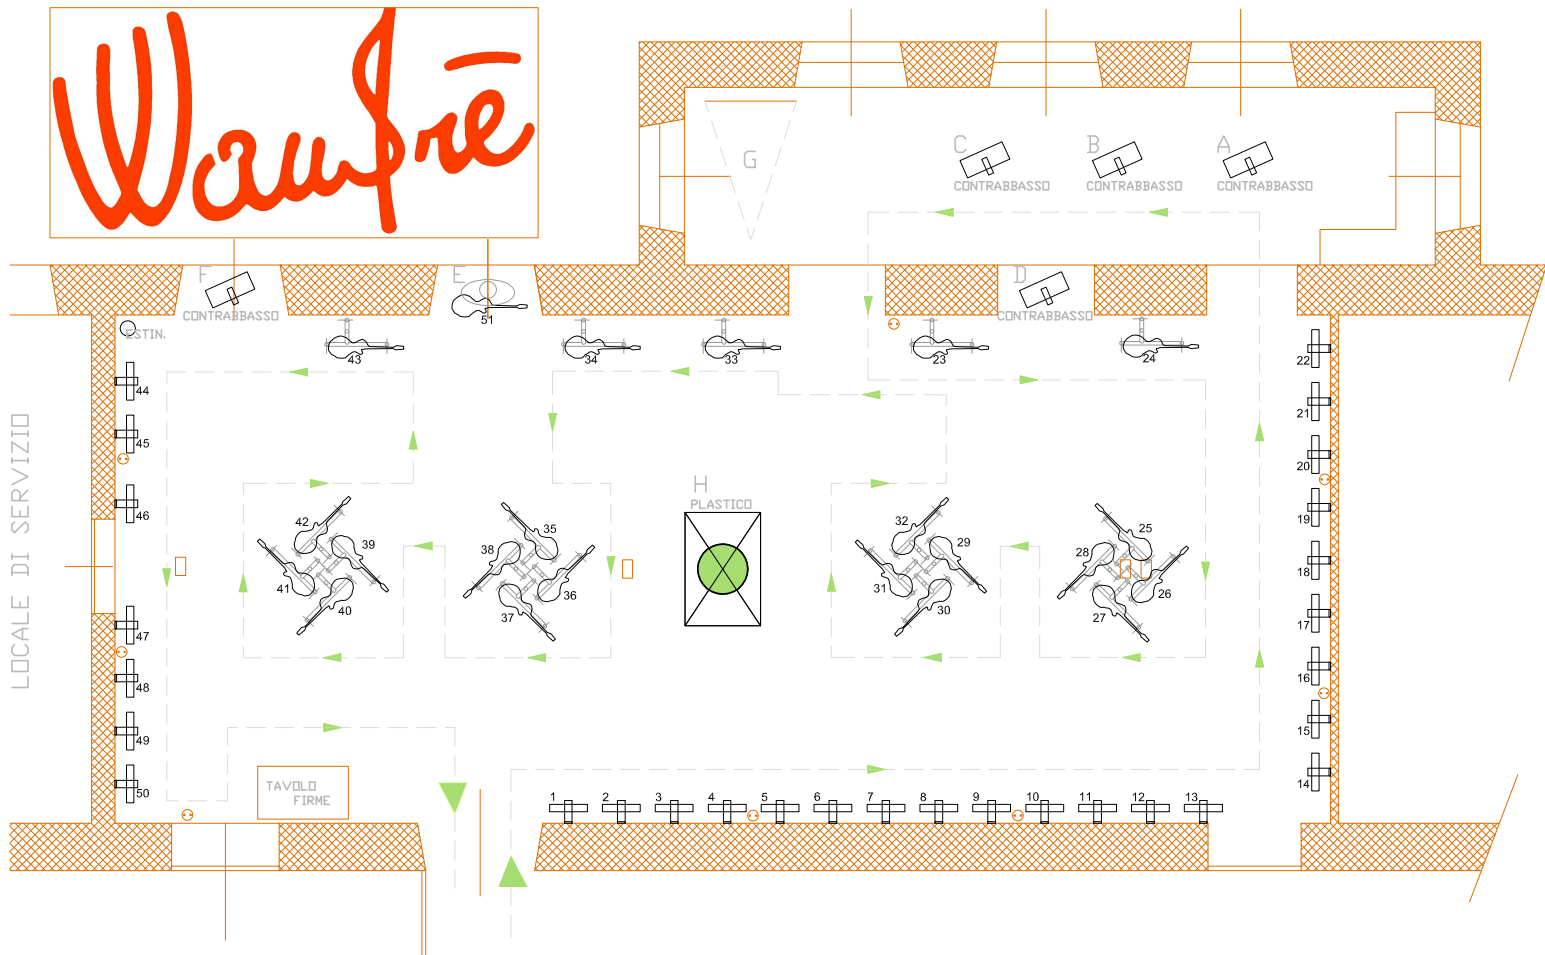 Wandrē
G
C
B
A
CONTRABBASSO
CONTRABBASSO
CONTRABBASSO
F
E
D
CONTRABBASSO
51
CONTRABBASSO
ESTIN.
43
34
33
23
24
22
44
21
45
20
46
19
18
47
17
48
16
49
15
50
14
LOCALE DI SERVIZIO
H
PLASTICO
42
39
41
40
35
38
36
37
32
29
31
30
25
28
26
27
TAVOLO
FIRME
1
2
3
4
5
6
7
8
9
10
11
12
13